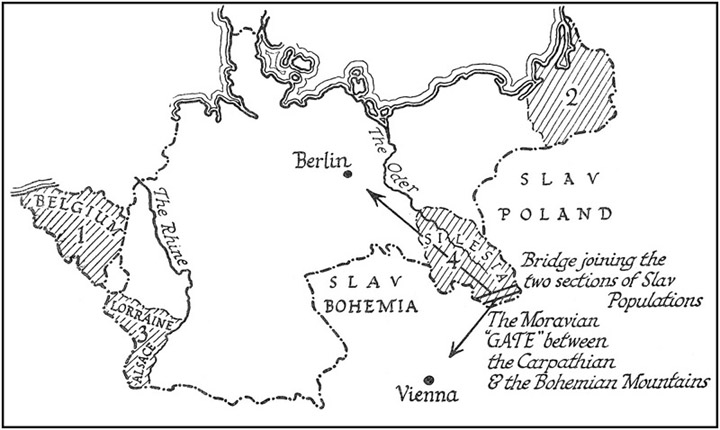 2
The Oder
Berlin
SLAV
POLAND
BELGIUM
1
The Rhine
SILESIA
4
Bridge joining the
two sections of Slav
Populations
SLAV
BOHEMIA
LORRAINE
3
ALSACE
The Moravian
"GATE" between
the Carpathian
& the Bohemian Mountains
Vienna